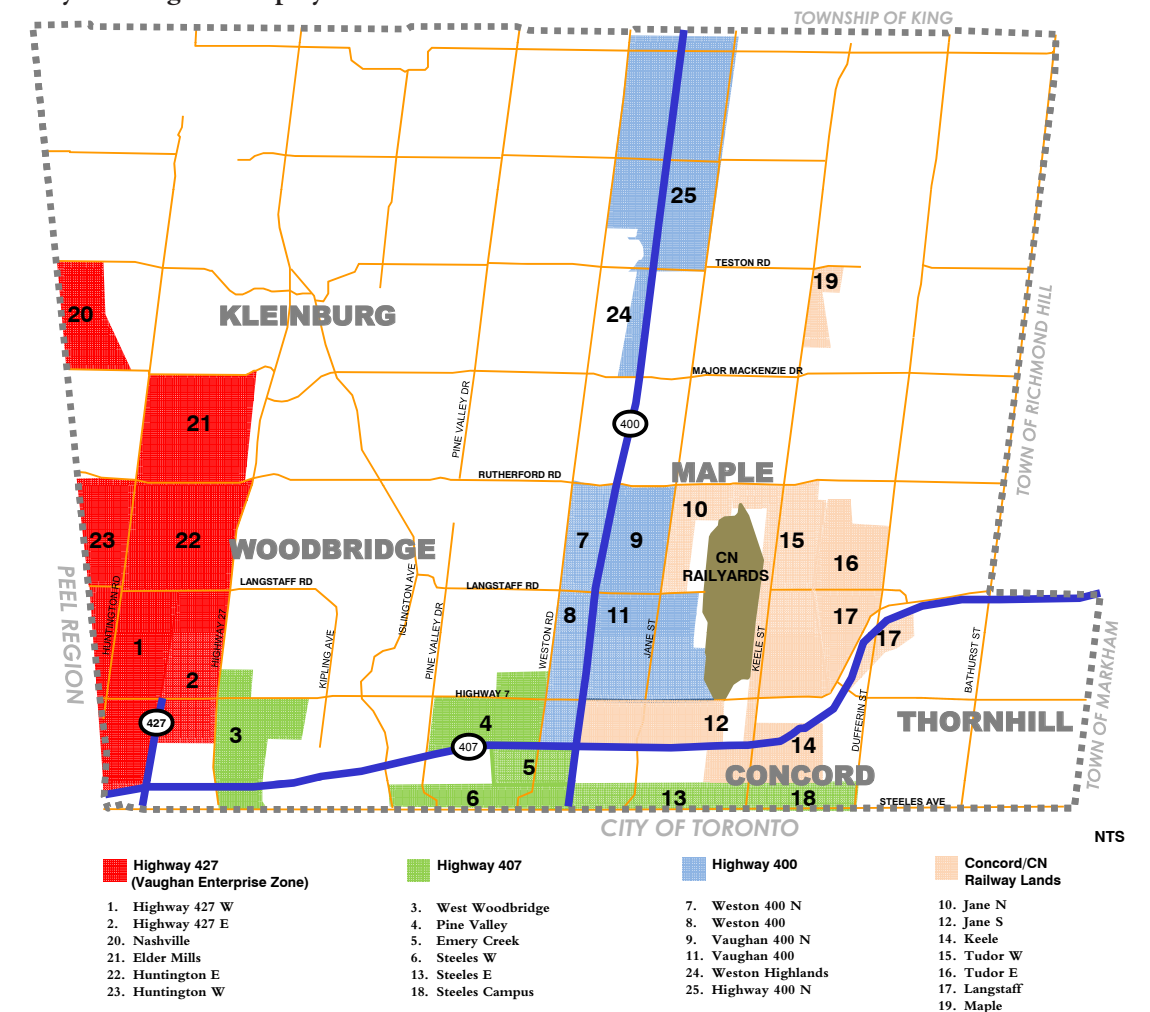 TOWNSHIP OF KING
25
TESTON RD
19
20
KLEINBURG
24
TOWN OF RICHMOND HILL
MAJOR MACKENZIE DR
PINE VALLEY DR
21
400
MAPLE
RUTHERFORD RD
10
23
22
WOODBRIDGE
7
9
CN
RAILYARDS
15
16
LANGSTAFF RD
LANGSTAFF RD
PEEL REGION
HUNTINGTON RD
HIGHWAY 27
KIPLING AVE
ISLINGTON AVE
PINE VALLEY DR
WESTON RD
8
11
JANE ST
KEELE ST
17
17
BATHURST ST
TOWN OF MARKHAM
1
2
HIGHWAY 7
427
3
4
407
12
14
DUFFERIN ST
THORNHILL
5
CONCORD
6
13
18
STEELES AVE
CITY OF TORONTO
NTS
Highway 427
(Vaughan Enterprise Zone)
1. Highway 427 W
2. Highway 427 E
20. Nashville
21. Elder Mills
22. Huntington E
23. Huntington W
Highway 407
3. West Woodbridge
4. Pine Valley
5. Emery Creek
6. Steeles W
13. Steeles E
18. Steeles Campus
Highway 400
7. Weston 400 N
8. Weston 400
9. Vaughan 400 N
11. Vaughan 400
24. Weston Highlands
25. Highway 400 N
Concord/CN
Railway Lands
10. Jane N
12. Jane S
14. Keele
15. Tudor W
16. Tudor E
17. Langstaff
19. Maple